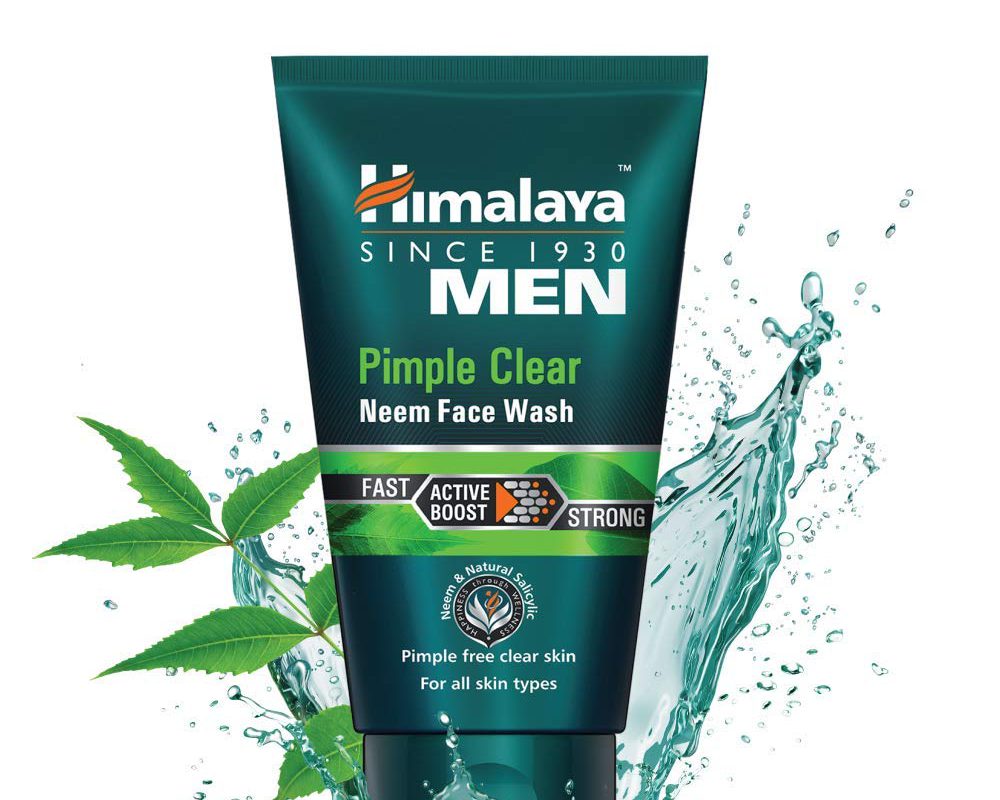 Himalaya™
SINCE 1930
MEN
Pimple Clear
Neem Face Wash
FAST
ACTIVE
BOOST
STRONG
Neem & Natural Salicylic
HAPPINESS through WELLNESS
Pimple free clear skin
For all skin types